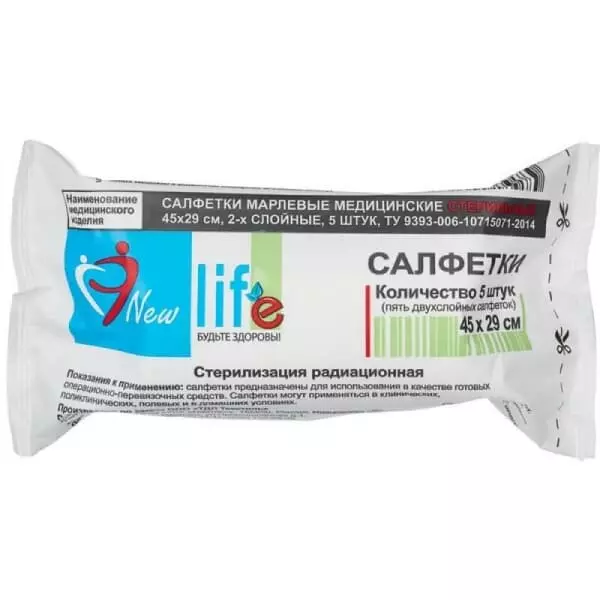 Наименование
медицинского
изделия
САЛФЕТКИ МАРЛЕВЫЕ МЕДИЦИНСКИЕ СТЕРИЛЬНЫЕ
45х29 см, 2-х СЛОЙНЫЕ, 5 ШТУК, ТУ 9393-006-10715071-2014
New
life
БУДЬТЕ ЗДОРОВЫ!
САЛФЕТКИ
Количество 5 штук
(пять двухслойных салфеток)
45 х 29 см
Стерилизация радиационная
Показания к применению: салфетки предназначены для использования в качестве готовых
операционно-перевязочных средств. Салфетки могут применяться в клинических,
поликлинических, полевых и в домашних условиях.